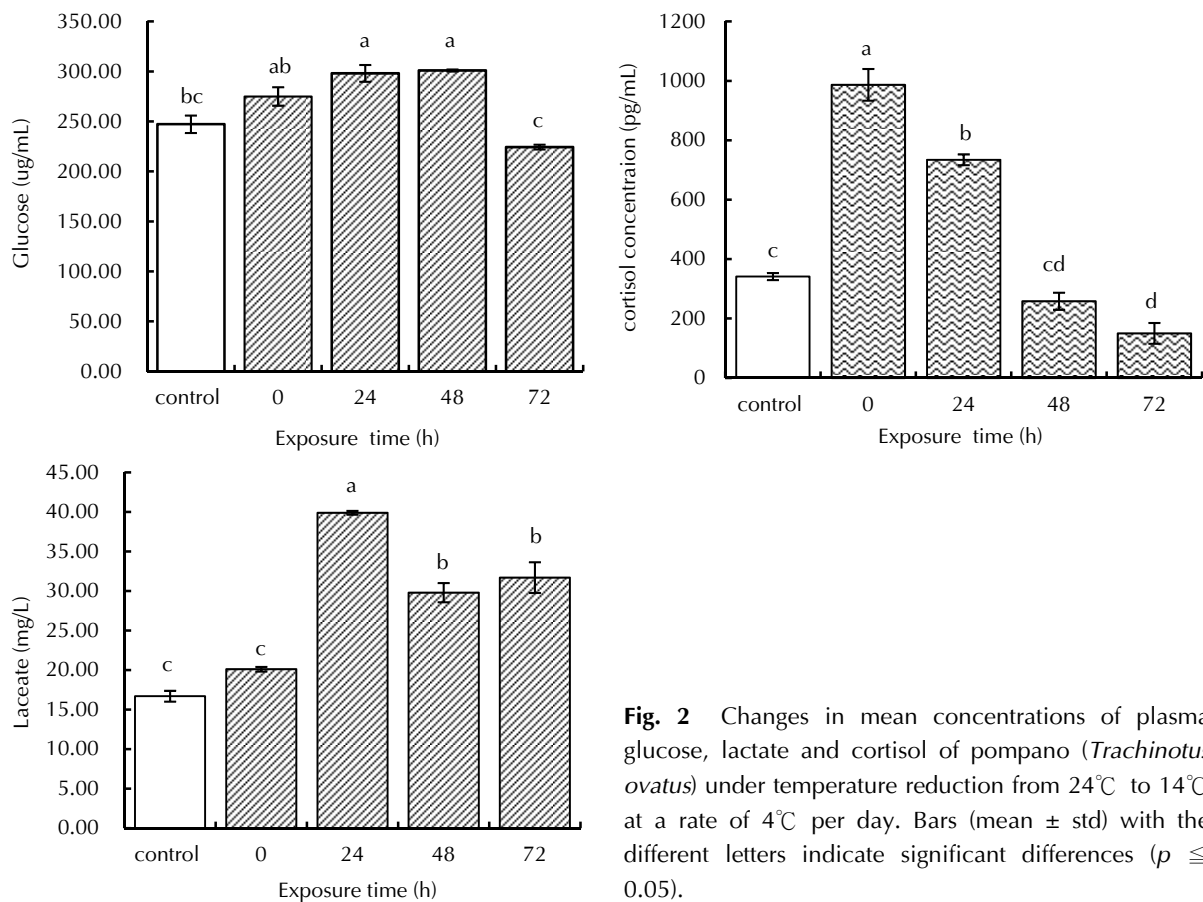 350.00
300.00
250.00
200.00
150.00
100.00
50.00
0.00
Glucose (ug/mL)
bc
ab
a
a
c
control 0 24 48 72
Exposure time (h)
1200
1000
800
600
400
200
0
cortisol concentraion (pg/mL)
c
a
b
cd
d
control 0 24 48 72
Exposure time (h)
45.00
40.00
35.00
30.00
25.00
20.00
15.00
10.00
5.00
0.00
Laceate (mg/L)
c
c
a
b
b
control 0 24 48 72
Exposure time (h)
Fig. 2 Changes in mean concentrations of plasma
glucose, lactate and cortisol of pompano (Trachinotu
ovatus) under temperature reduction from 24℃ to 14℃
at a rate of 4℃ per day. Bars (mean ± std) with the
different letters indicate significant differences (p ≦
0.05).